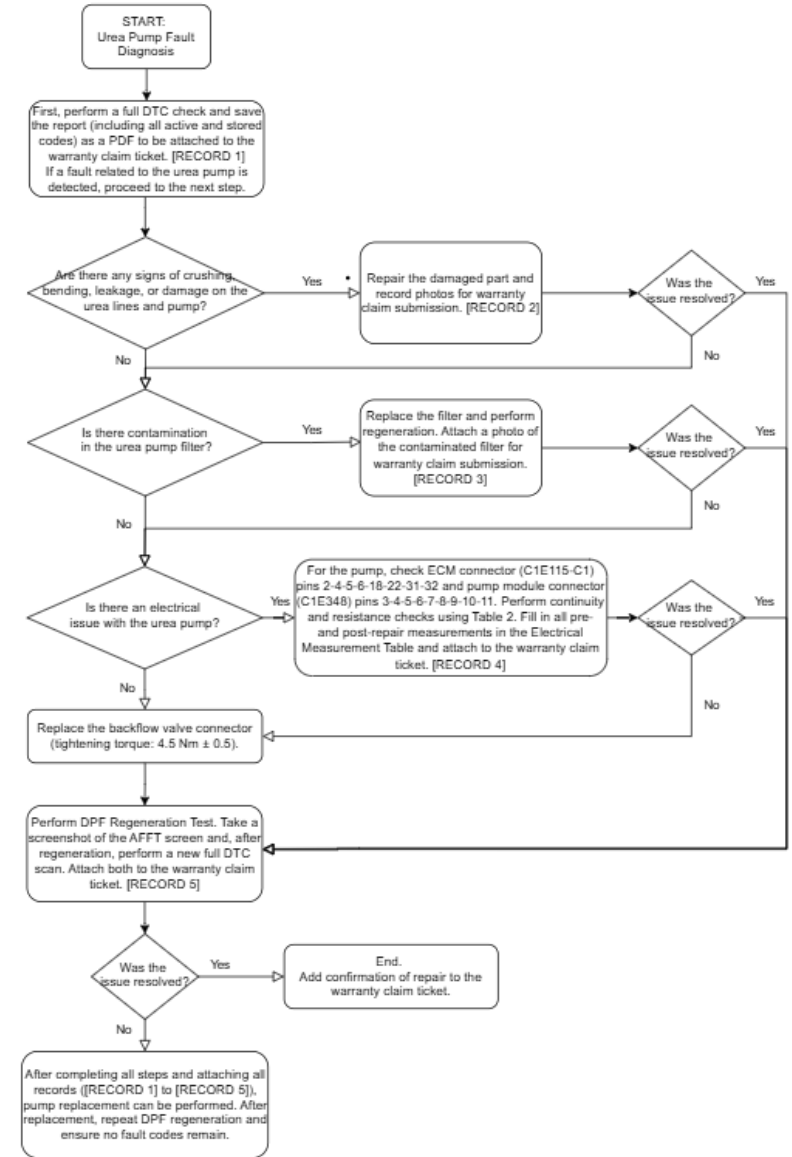 START:
Urea Pump Fault
Diagnosis
First, perform a full DTC check and save
the report (including all active and stored
codes) as a PDF to be attached to the
warranty claim ticket. [RECORD 1]
If a fault related to the urea pump is
detected, proceed to the next step.
Are there any signs of crushing,
bending, leakage, or damage on the
urea lines and pump?
Yes
Repair the damaged part and
record photos for warranty
claim submission. [RECORD 2]
Was the
issue resolved?
Yes
No
No
Is there contamination
in the urea pump filter?
Yes
Replace the filter and perform
regeneration. Attach a photo of
the contaminated filter for
warranty claim submission.
[RECORD 3]
Was the
issue resolved?
Yes
No
No
Is there an electrical
issue with the urea pump?
Yes
For the pump, check ECM connector (C1E115-C1)
pins 2-4-5-6-18-22-31-32 and pump module connector
(C1E348) pins 3-4-5-6-7-8-9-10-11. Perform continuity
and resistance checks using Table 2. Fill in all pre-
and post-repair measurements in the Electrical
Measurement Table and attach to the warranty claim
ticket. [RECORD 4]
Was the
issue resolved?
Yes
No
No
Replace the backflow valve connector
(tightening torque: 4.5 Nm ± 0.5).
Perform DPF Regeneration Test. Take a
screenshot of the AFFT screen and, after
regeneration, perform a new full DTC
scan. Attach both to the warranty claim
ticket. [RECORD 5]
Was the
issue resolved?
Yes
End.
Add confirmation of repair to the
warranty claim ticket.
No
After completing all steps and attaching all
records ([RECORD 1] to [RECORD 5]),
pump replacement can be performed. After
replacement, repeat DPF regeneration and
ensure no fault codes remain.